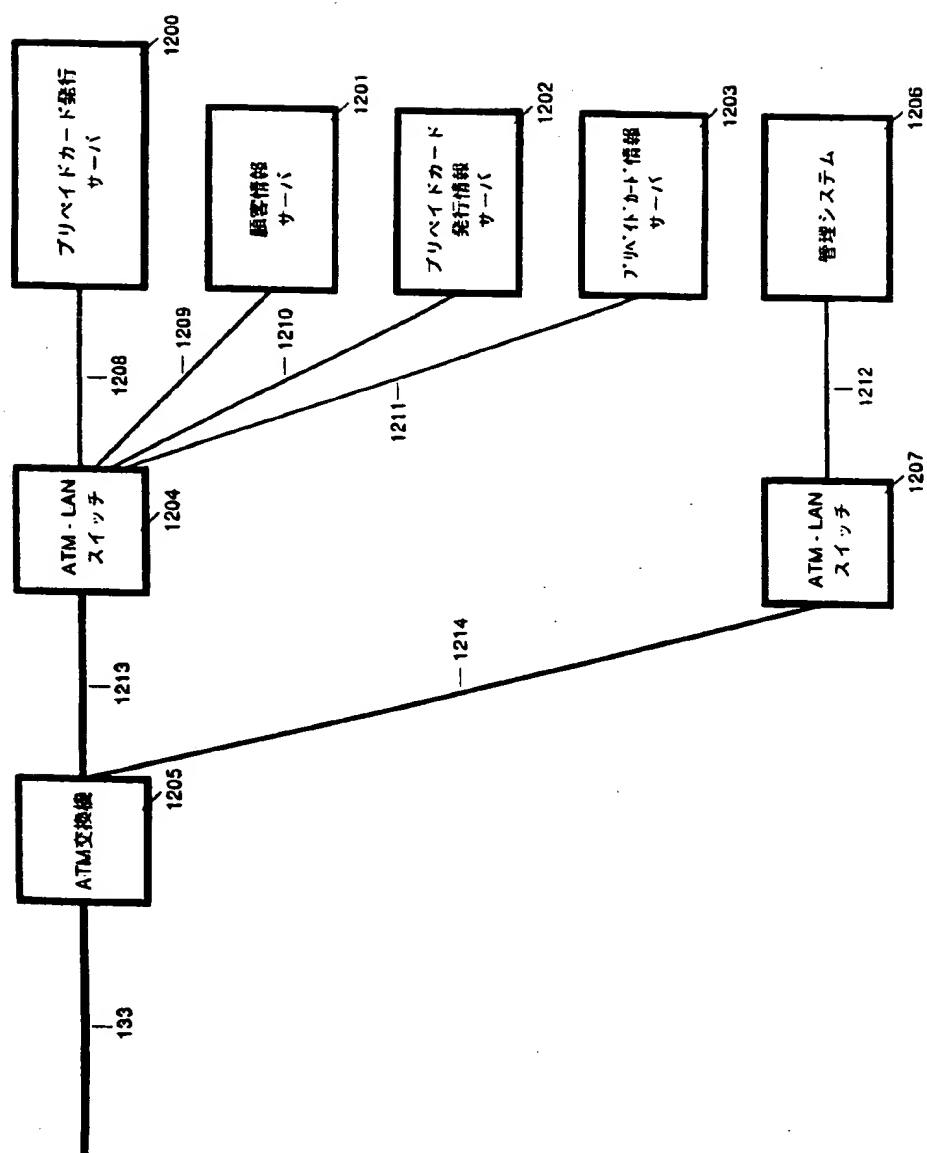 プリペイドカード発行
サーバ
1200
顧客情報
サーバ
1201
プリペイドカード
発行情報
サーバ
1202
プリペイドカード情報
サーバ
1203
管理システム
1206
1208
1209
1210
1211
1212
ATM - LAN
スイッチ
1204
ATM - LAN
スイッチ
1207
1213
1214
ATM交換機
1205
133